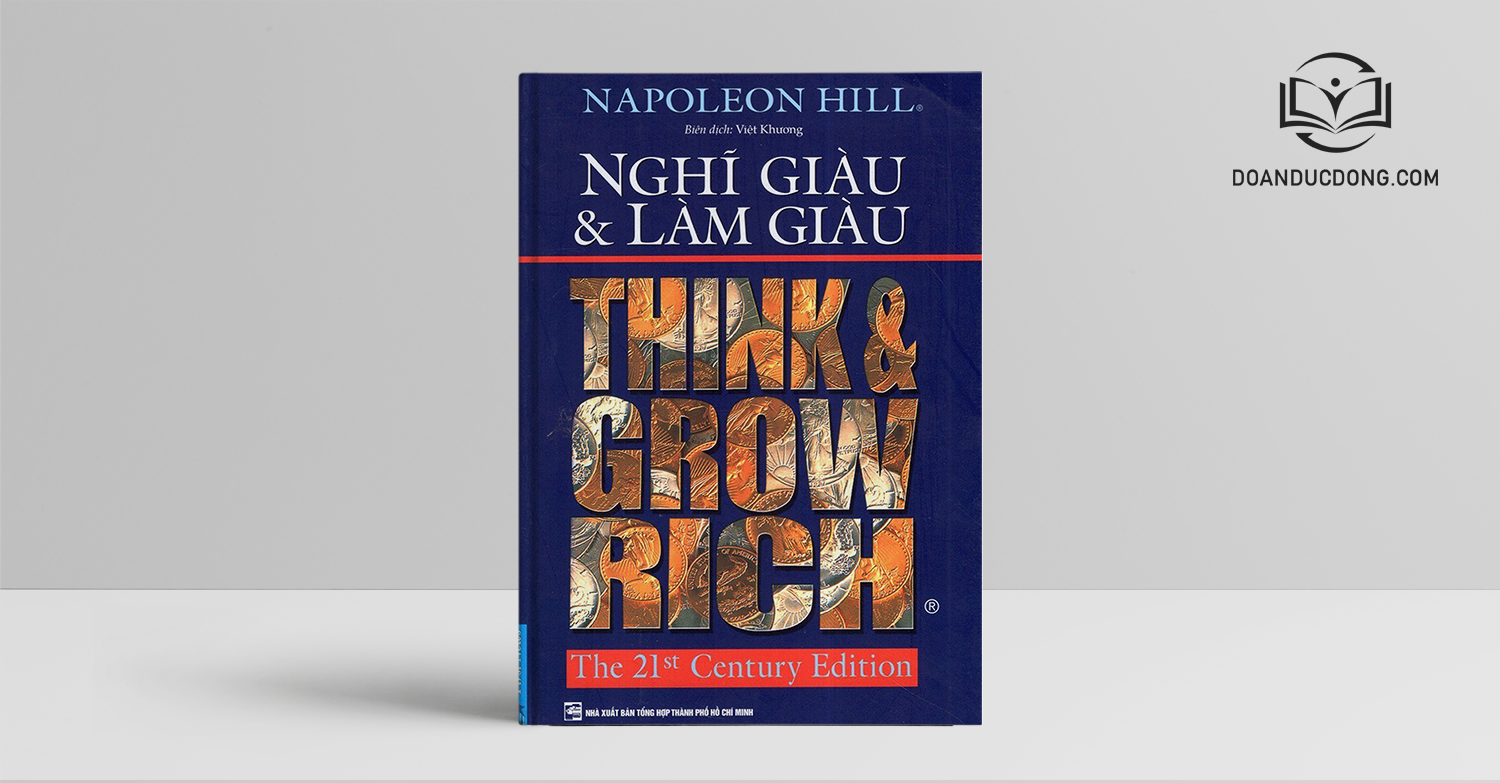 NAPOLEON HILL®
Biên dịch: Việt Khương
NGHĨ GIÀU
& LÀM GIÀU
THINK &
GROW
RICH®
The 21st Century Edition
NHÀ XUẤT BẢN TỔNG HỢP THÀNH PHỐ HỒ CHÍ MINH
DOANDUCDONG.COM